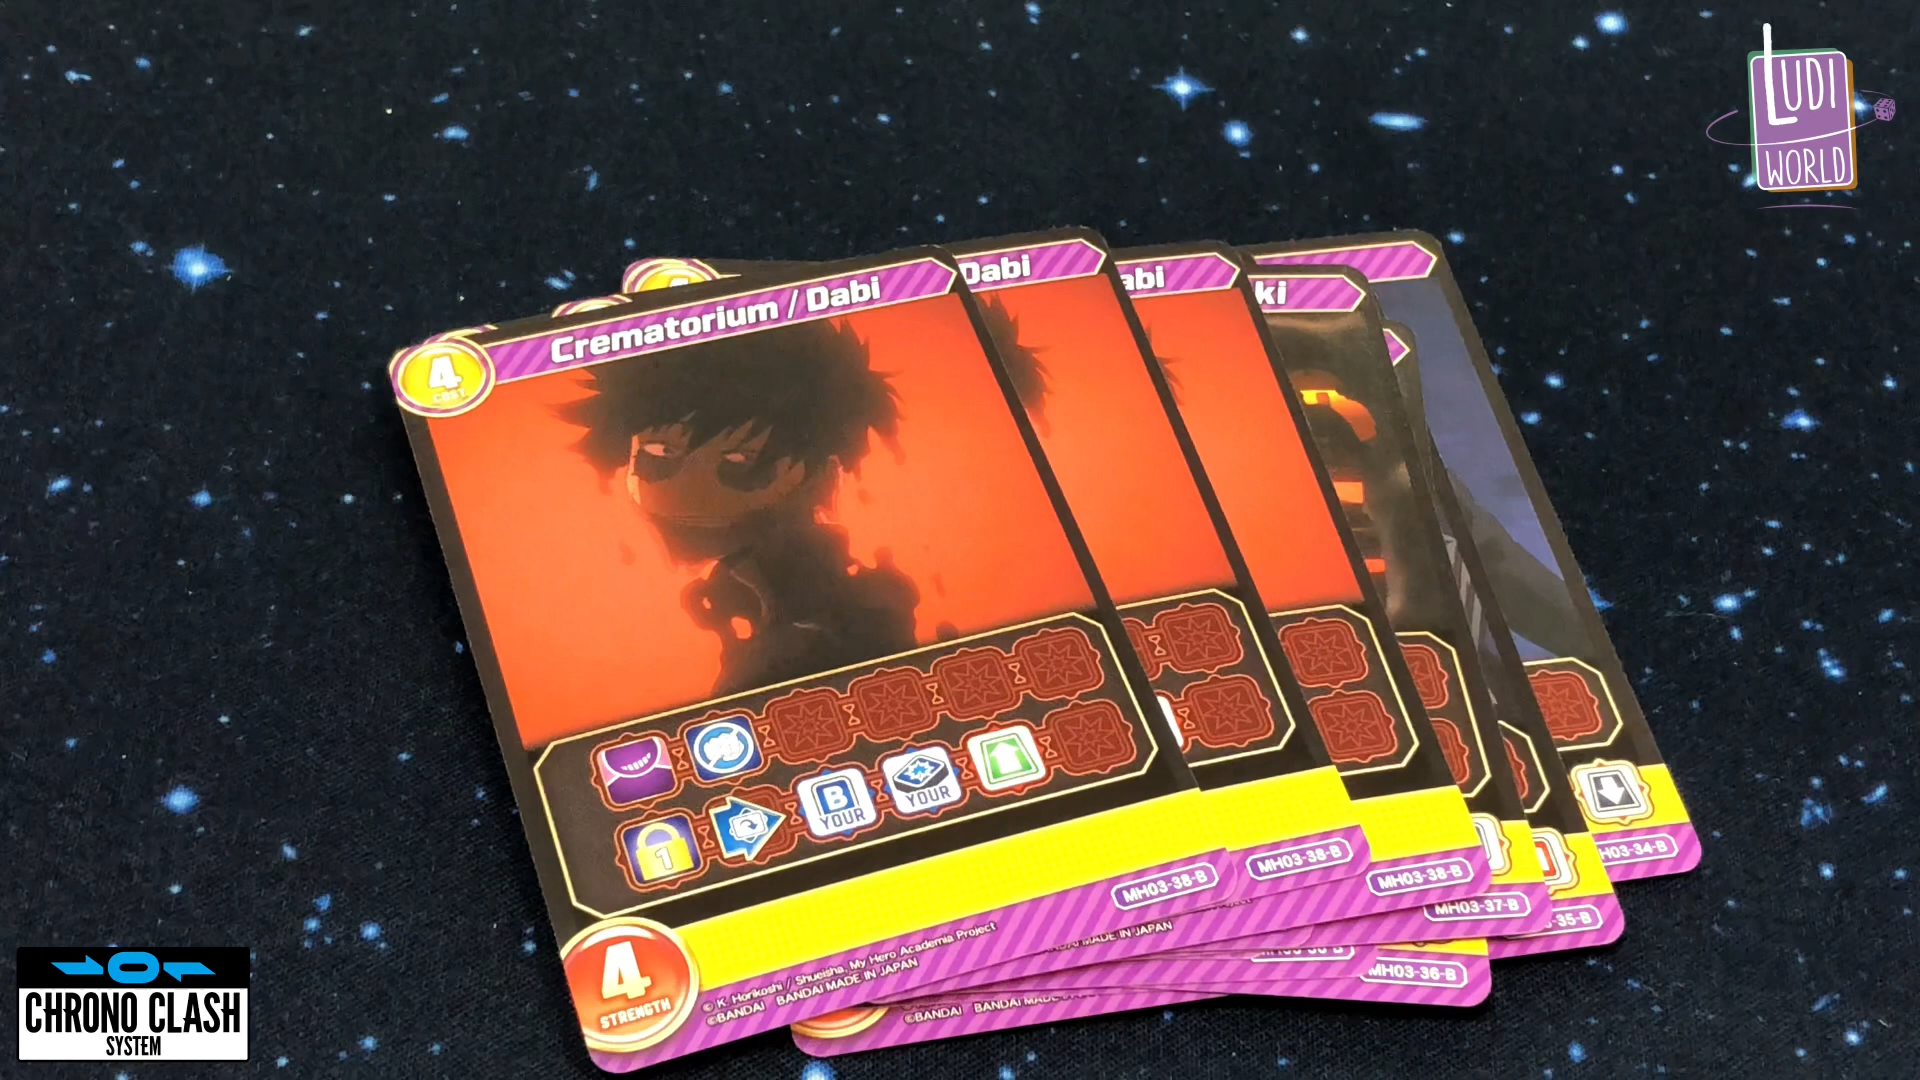 LUDI
WORLD
Crematorium / Dabi
Dabi
abi
ki
4
COST
B
YOUR
YOUR
1
4
STRENGTH
MH03-38-B
MH03-38-B
MH03-38-B
MH03-37-B
-35-B
H03-34-B
MH03-36-B
© K. Horikoshi / Shueisha, My Hero Academia Project
©BANDAI BANDAI MADE IN JAPAN
BANDAI MADE IN JAPAN
©BANDAI BANDAI MADE
CHRONO CLASH
SYSTEM